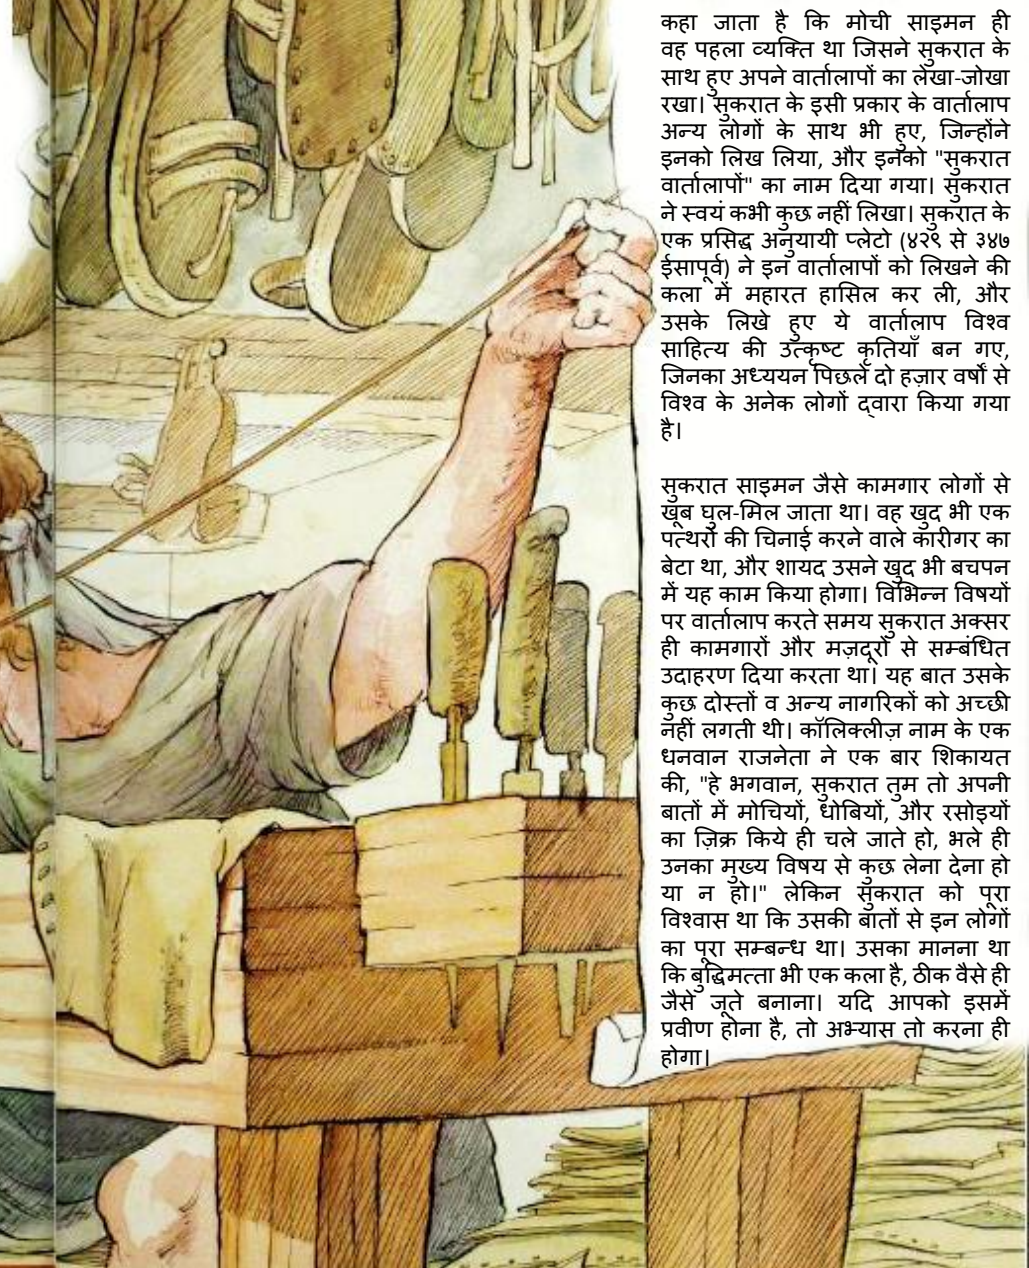 कहा जाता है कि मोची साइमन ही
वह पहला व्यक्ति था जिसने सुकरात के
साथ हुए अपने वार्तालापों का लेखा-जोखा
रखा। सुकरात के इसी प्रकार के वार्तालाप
अन्य लोगों के साथ भी हुए, जिन्होंने
इनको लिख लिया, और इनको "सुकरात
वार्तालापों" का नाम दिया गया। सुकरात
ने स्वयं कभी कुछ नहीं लिखा। सुकरात के
एक प्रसिद्ध अनुयायी प्लेटो (४२९ से ३४७
ईसापूर्व) ने इन वार्तालापों को लिखने की
कला में महारत हासिल कर ली, और
उसके लिखे हुए ये वार्तालाप विश्व
साहित्य की उत्कृष्ट कृतियाँ बन गए,
जिनका अध्ययन पिछले दो हज़ार वर्षों से
विश्व के अनेक लोगों द्वारा किया गया
है।
सुकरात साइमन जैसे कामगार लोगों से
खूब घुल-मिल जाता था। वह खुद भी एक
पत्थरों की चिनाई करने वाले कारीगर का
बेटा था, और शायद उसने खुद भी बचपन
में यह काम किया होगा। विभिन्न विषयों
पर वार्तालाप करते समय सुकरात अक्सर
ही कामगारों और मज़दूरों से सम्बंधित
उदाहरण दिया करता था। यह बात उसके
कुछ दोस्तों व अन्य नागरिकों को अच्छी
नहीं लगती थी। कॉलिक्लीज़ नाम के एक
धनवान राजनेता ने एक बार शिकायत
की, "हे भगवान, सुकरात तुम तो अपनी
बातों में मोचियों, धोबियों, और रसोइयों
का ज़िक्र किये ही चले जाते हो, भले ही
उनका मुख्य विषय से कुछ लेना देना हो
या न हो।" लेकिन सुकरात को पूरा
विश्वास था कि उसकी बातों से इन लोगों
का पूरा सम्बन्ध था। उसका मानना था
कि बुद्धिमत्ता भी एक कला है, ठीक वैसे ही
जैसे जूते बनाना। यदि आपको इसमें
प्रवीण होना है, तो अभ्यास तो करना ही
होगा।